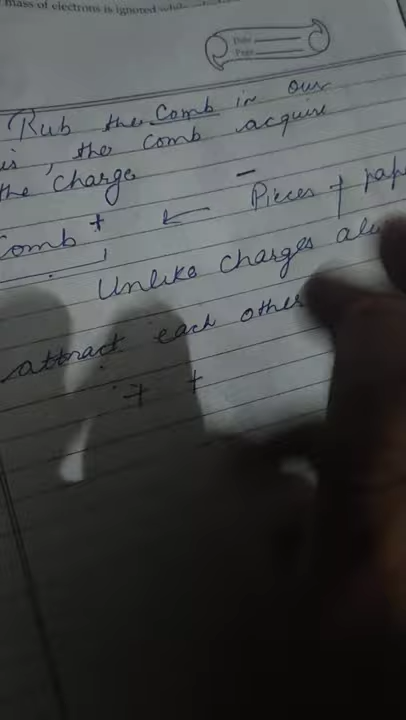 mass of electrons is ignored while
Date
Page
Rub the Comb in our
, the comb acquire
the charge
Comb + ← - Pieces of pap
Unlike charges
attract each other
+ +